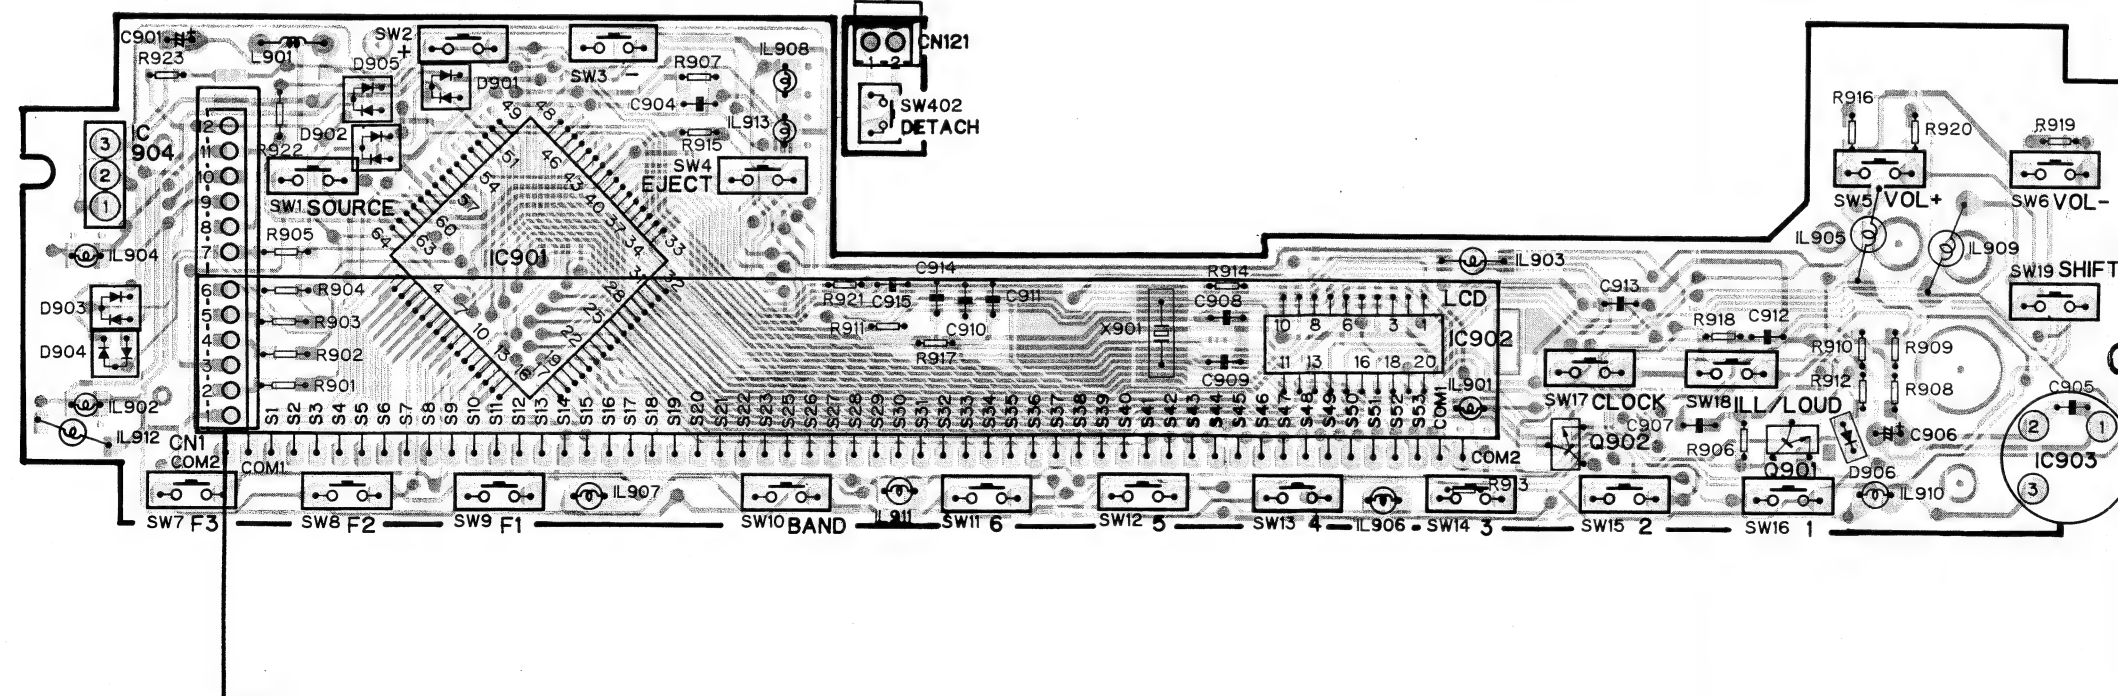 C901
R923
L901
SW2
+
D905
D901
SW3 -
R907
C904
R915
IL908
IL913
SW4
EJECT
CN121
1-2
SW402
DETACH
C
904
3
2
1
12
11
10
9
8
7
6
5
4
3
2
1
R922
D902
SW1 SOURCE
R905
R904
R903
R902
R901
IL904
D903
D904
IL902
IL912
CN1
COM2
COM1
IC901
49
48
51
54
57
60
63
64
46
43
40
37
34
33
31
32
28
25
22
19
17
16
13
10
7
4
R921
C915
C914
C911
C910
R911
R917
X901
R914
C908
C909
IL903
LCD
IC902
10 8 6 3 1
11 13 16 18 20
IL901
S1 S2 S3 S4 S5 S6 S7 S8 S9 S10 S11 S12 S13 S14 S15 S16 S17 S18 S19 S20 S21 S22 S23 S25 S26 S27 S28 S29 S30 S31 S32 S33 S34 S35 S36 S37 S38 S39 S40 S41 S42 S43 S44 S45 S46 S47 S48 S49 S50 S51 S52 S53 COM1
COM2
R916
R920
R919
SW5 VOL+
SW6 VOL-
IL905
IL909
SW19 SHIFT
C913
R918
C912
R910
R909
R912
R908
SW17 CLOCK
SW18 ILL/LOUD
C905
C907
R906
Q902
Q901
D906
C906
IC903
2
1
3
IL910
SW7 F3
SW8 F2
SW9 F1
IL907
SW10 BAND
IL911
SW11 6
SW12 5
SW13 4
IL906
R913
SW14 3
SW15 2
SW16 1